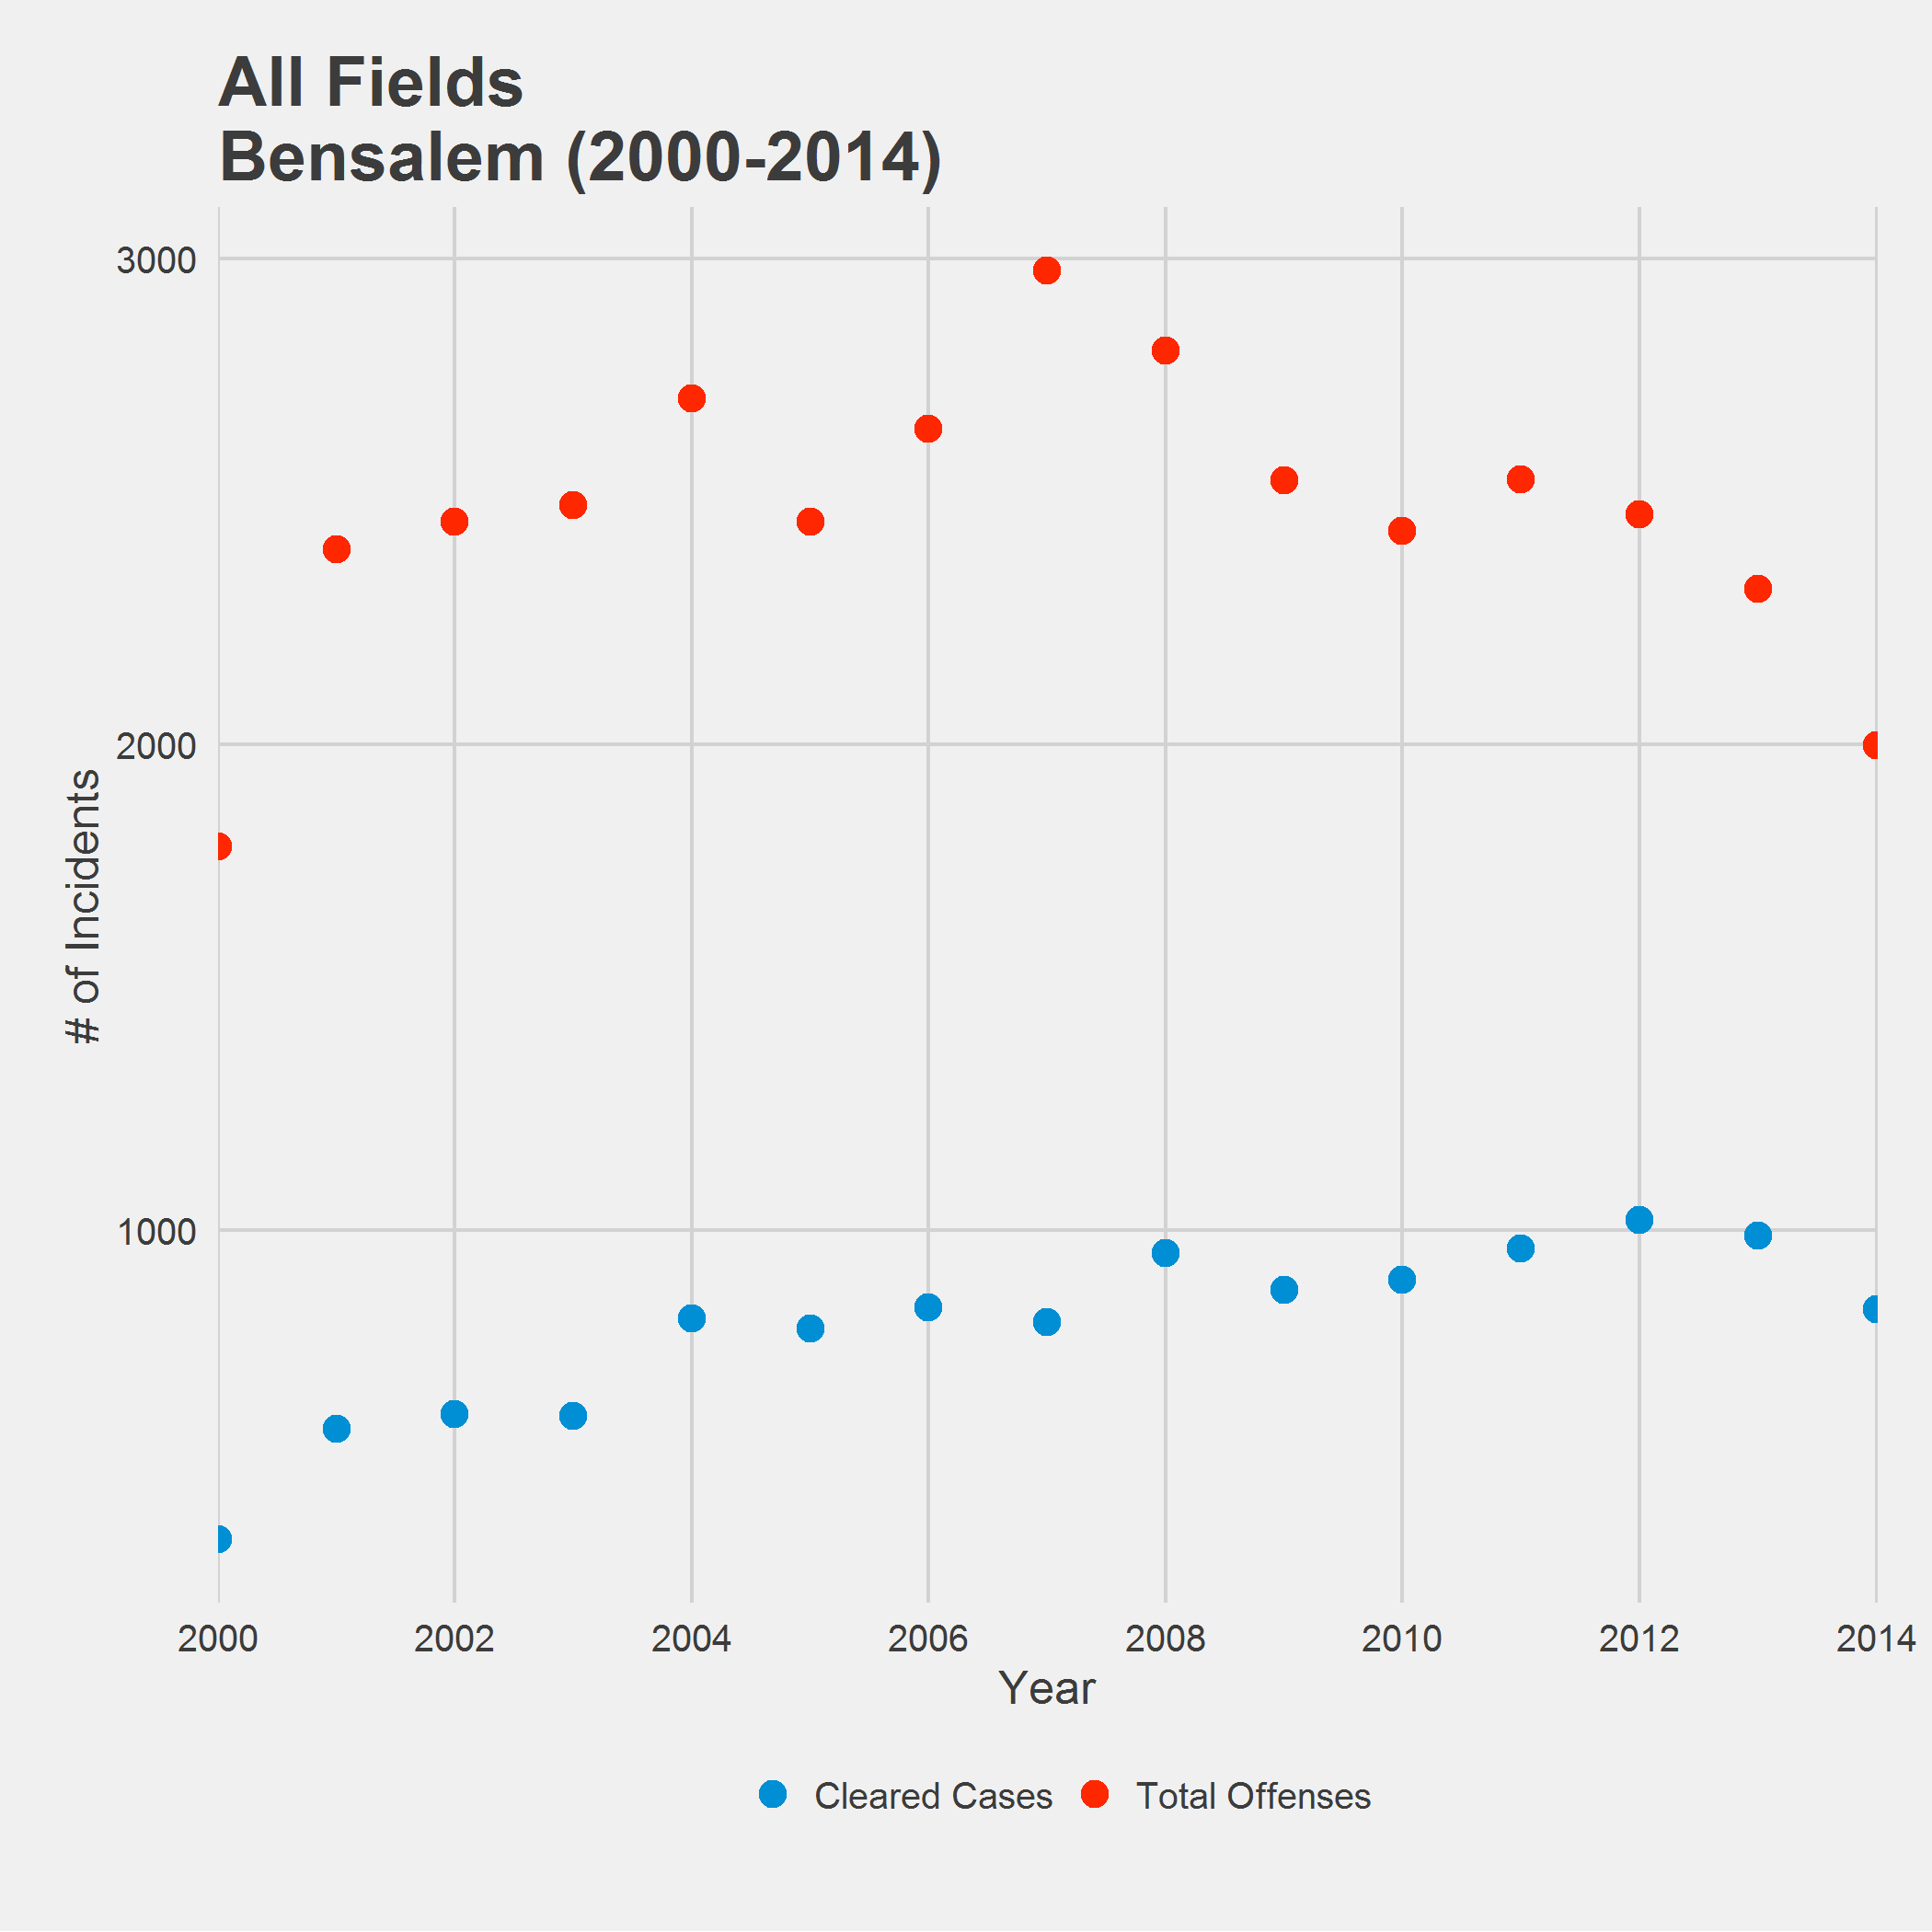 All Fields
Bensalem (2000-2014)
3000
2000
1000
# of Incidents
2000 2002 2004 2006 2008 2010 2012 2014
Year
Cleared Cases Total Offenses